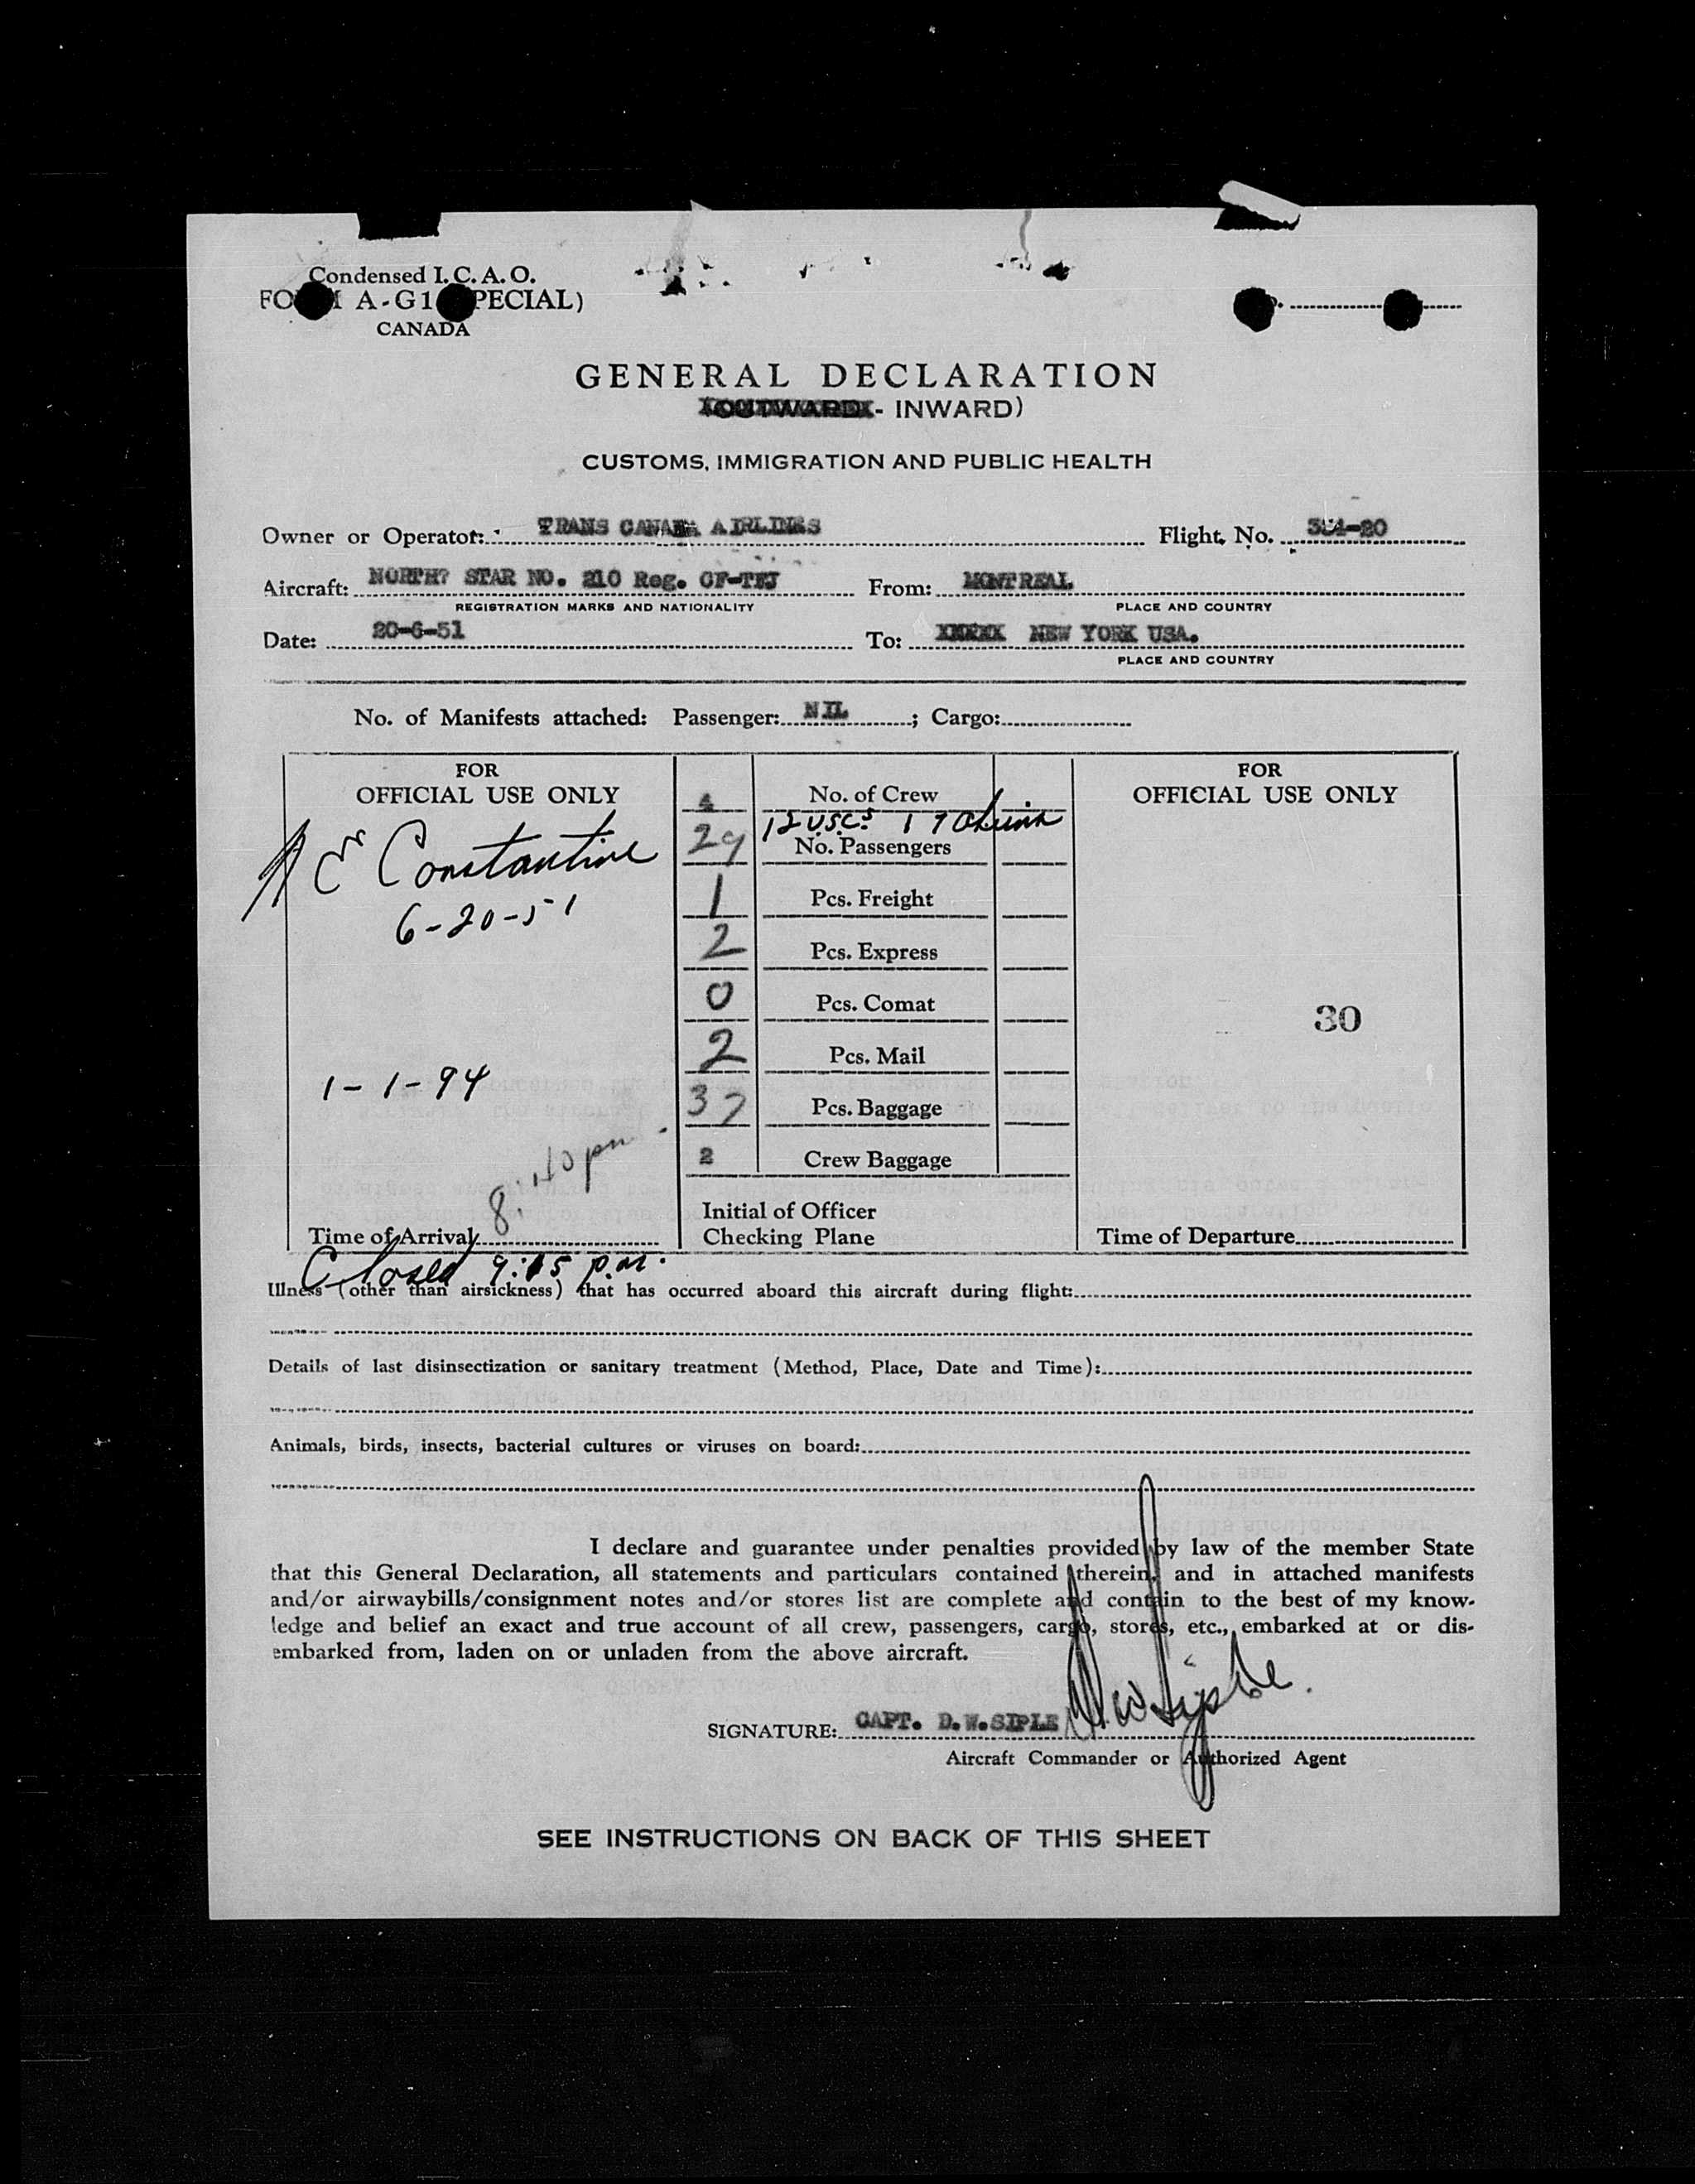 Condensed I. C. A. O.
A-G1
CANADA
GENERAL DECLARATION
- INWARD)
CUSTOMS, IMMIGRATION AND PUBLIC HEALTH
Owner or Operator: TRANS CANADA AIRLINES Flight No.
Aircraft: NORTH? STAR NO. 210 Reg. CF-TFJ From: MONTREAL
REGISTRATION MARKS AND NATIONALITY PLACE AND COUNTRY
Date: 20-6-51 To: NEW YORK USA.
PLACE AND COUNTRY
No. of Manifests attached: Passenger: NIL ; Cargo:
FOR OFFICIAL USE ONLY
Constantine
6-20-51
1-1-94
8:40 pm
Time of Arrival
Closed 9:15 p.m.
4 No. of Crew
12 U.S.C.s 17
29 No. Passengers
1 Pcs. Freight
2 Pcs. Express
0 Pcs. Comat
2 Pcs. Mail
37 Pcs. Baggage
2 Crew Baggage
Initial of Officer
Checking Plane
FOR OFFICIAL USE ONLY
30
Time of Departure
Illness (other than airsickness) that has occurred aboard this aircraft during flight:
Details of last disinsectization or sanitary treatment (Method, Place, Date and Time):
Animals, birds, insects, bacterial cultures or viruses on board:
I declare and guarantee under penalties provided by law of the member State
that this General Declaration, all statements and particulars contained therein, and in attached manifests
and/or airwaybills/consignment notes and/or stores list are complete and contain to the best of my know-
ledge and belief an exact and true account of all crew, passengers, cargo, stores, etc., embarked at or dis-
embarked from, laden on or unladen from the above aircraft.
SIGNATURE: CAPT. D.W.SIPLE D W Siple.
Aircraft Commander or Authorized Agent
SEE INSTRUCTIONS ON BACK OF THIS SHEET